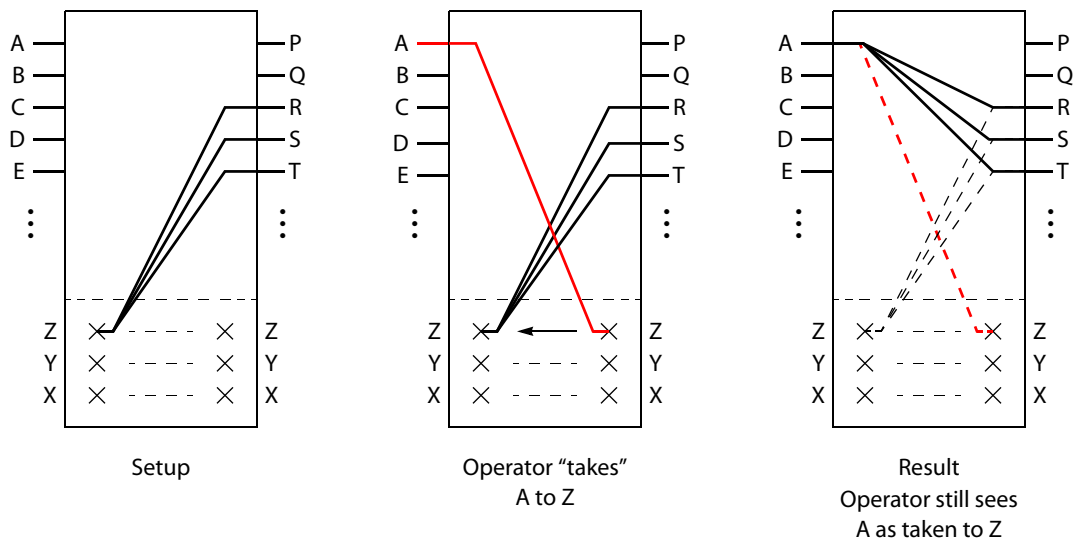 A P
B Q
C R
D S
E T
Z Z
Y Y
X X
Setup
A P
B Q
C R
D S
E T
Z Z
Y Y
X X
Operator “takes”
A to Z
A P
B Q
C R
D S
E T
Z Z
Y Y
X X
Result
Operator still sees
A as taken to Z